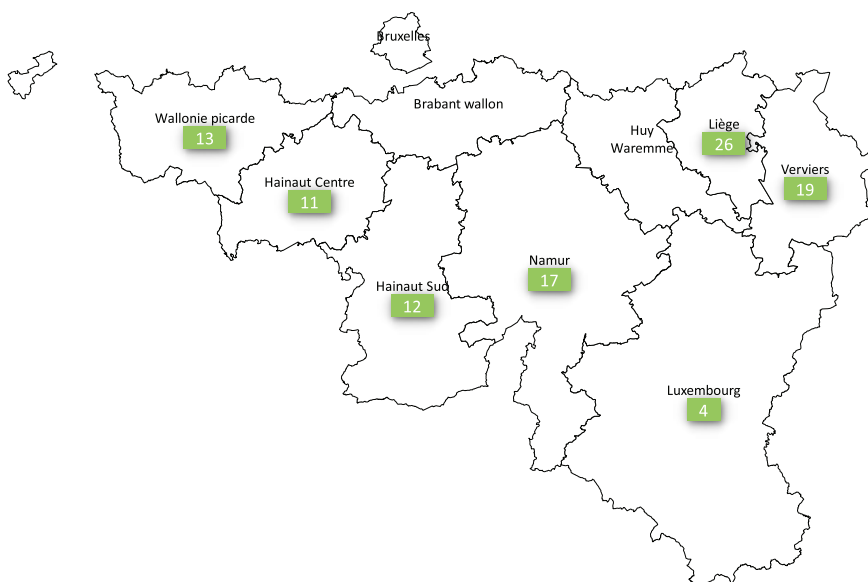 Bruxelles
Brabant wallon
Wallonie picarde
13
Liège
26
Huy
Waremme
Verviers
19
Hainaut Centre
11
Namur
17
Hainaut Sud
12
Luxembourg
4